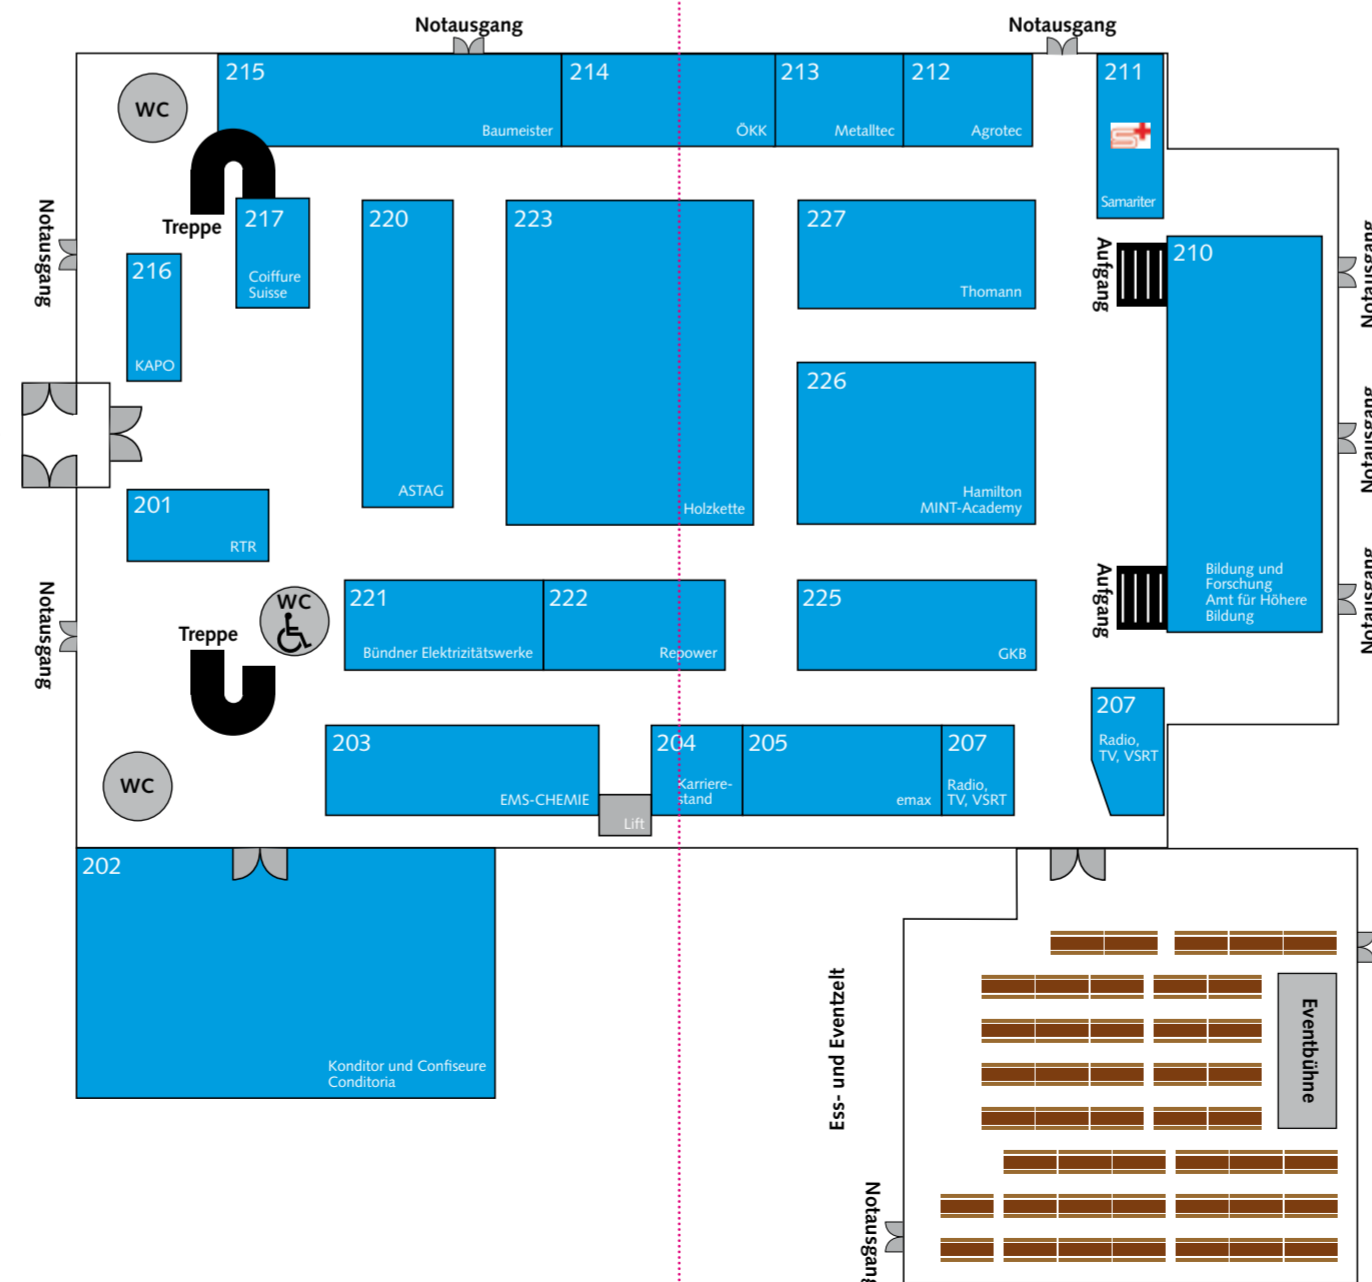 Notausgang
Notausgang
WC
215
Baumeister
214
ÖKK
213
Metalltec
212
Agrotec
211
Samariter
Treppe
217
Coiffure
Suisse
220
ASTAG
223
Holzkette
227
Thomann
Aufgang
210
Bildung und
Forschung
Amt für Höhere
Bildung
Notausgang
Notausgang
216
KAPO
226
Hamilton
MINT-Academy
Notausgang
201
RTR
Notausgang
WC
Treppe
221
Bündner Elektrizitätswerke
222
Repower
225
GKB
Aufgang
Notausgang
207
Radio,
TV, VSRT
203
EMS-CHEMIE
Lift
204
Karriere-
stand
205
emax
207
Radio,
TV, VSRT
WC
202
Konditor und Confiseure
Conditoria
Ess- und Eventzelt
Eventbühne
Notausgang